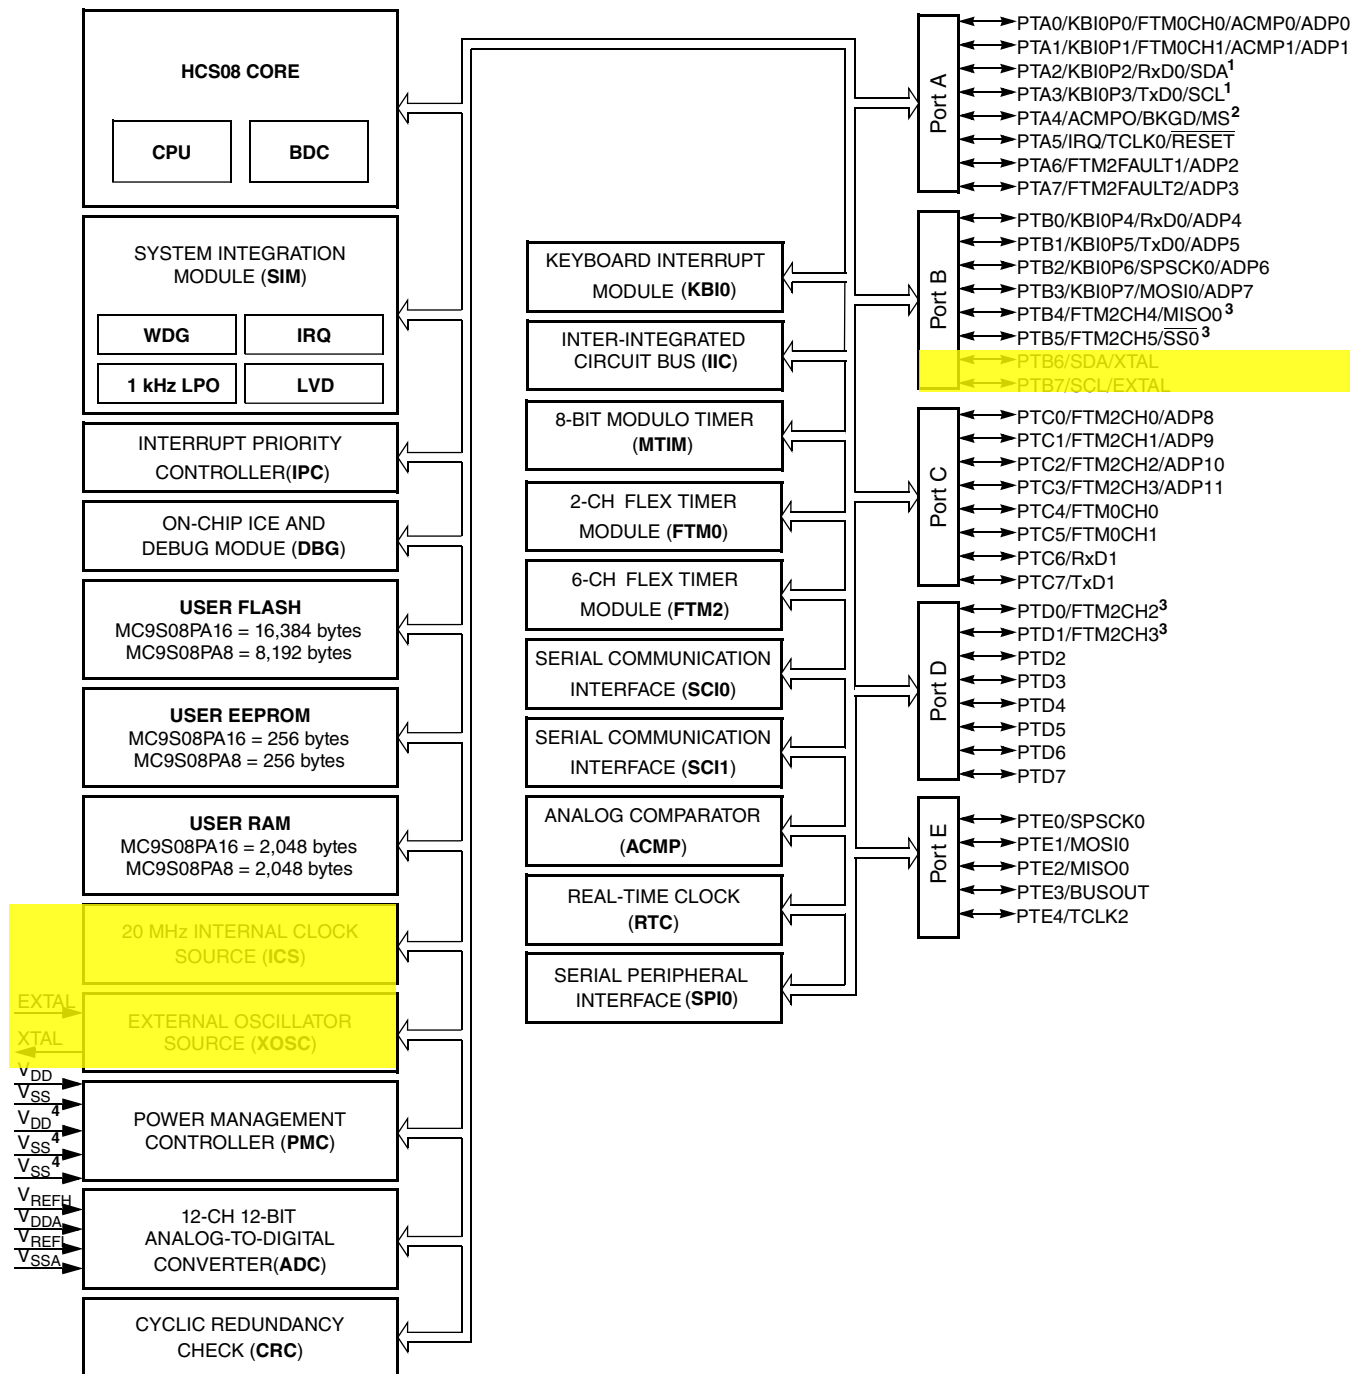 HCS08 CORE
CPU
BDC
SYSTEM INTEGRATION
MODULE (SIM)
WDG
IRQ
1 kHz LPO
LVD
INTERRUPT PRIORITY
CONTROLLER(IPC)
ON-CHIP ICE AND
DEBUG MODUE (DBG)
USER FLASH
MC9S08PA16 = 16,384 bytes
MC9S08PA8 = 8,192 bytes
USER EEPROM
MC9S08PA16 = 256 bytes
MC9S08PA8 = 256 bytes
USER RAM
MC9S08PA16 = 2,048 bytes
MC9S08PA8 = 2,048 bytes
20 MHz INTERNAL CLOCK
SOURCE (ICS)
EXTAL
XTAL
EXTERNAL OSCILLATOR
SOURCE (XOSC)
VDD
VSS
VDD4
VSS4
VSS4
POWER MANAGEMENT
CONTROLLER (PMC)
VREFH
VDDA
VREFL
VSSA
12-CH 12-BIT
ANALOG-TO-DIGITAL
CONVERTER(ADC)
CYCLIC REDUNDANCY
CHECK (CRC)
KEYBOARD INTERRUPT
MODULE (KBI0)
INTER-INTEGRATED
CIRCUIT BUS (IIC)
8-BIT MODULO TIMER
(MTIM)
2-CH FLEX TIMER
MODULE (FTM0)
6-CH FLEX TIMER
MODULE (FTM2)
SERIAL COMMUNICATION
INTERFACE (SCI0)
SERIAL COMMUNICATION
INTERFACE (SCI1)
ANALOG COMPARATOR
(ACMP)
REAL-TIME CLOCK
(RTC)
SERIAL PERIPHERAL
INTERFACE (SPI0)
Port A
PTA0/KBI0P0/FTM0CH0/ACMP0/ADP0
PTA1/KBI0P1/FTM0CH1/ACMP1/ADP1
PTA2/KBI0P2/RxD0/SDA1
PTA3/KBI0P3/TxD0/SCL1
PTA4/ACMPO/BKGD/MS2
PTA5/IRQ/TCLK0/RESET
PTA6/FTM2FAULT1/ADP2
PTA7/FTM2FAULT2/ADP3
Port B
PTB0/KBI0P4/RxD0/ADP4
PTB1/KBI0P5/TxD0/ADP5
PTB2/KBI0P6/SPSCK0/ADP6
PTB3/KBI0P7/MOSI0/ADP7
PTB4/FTM2CH4/MISO03
PTB5/FTM2CH5/SS03
PTB6/SDA/XTAL
PTB7/SCL/EXTAL
Port C
PTC0/FTM2CH0/ADP8
PTC1/FTM2CH1/ADP9
PTC2/FTM2CH2/ADP10
PTC3/FTM2CH3/ADP11
PTC4/FTM0CH0
PTC5/FTM0CH1
PTC6/RxD1
PTC7/TxD1
Port D
PTD0/FTM2CH23
PTD1/FTM2CH33
PTD2
PTD3
PTD4
PTD5
PTD6
PTD7
Port E
PTE0/SPSCK0
PTE1/MOSI0
PTE2/MISO0
PTE3/BUSOUT
PTE4/TCLK2